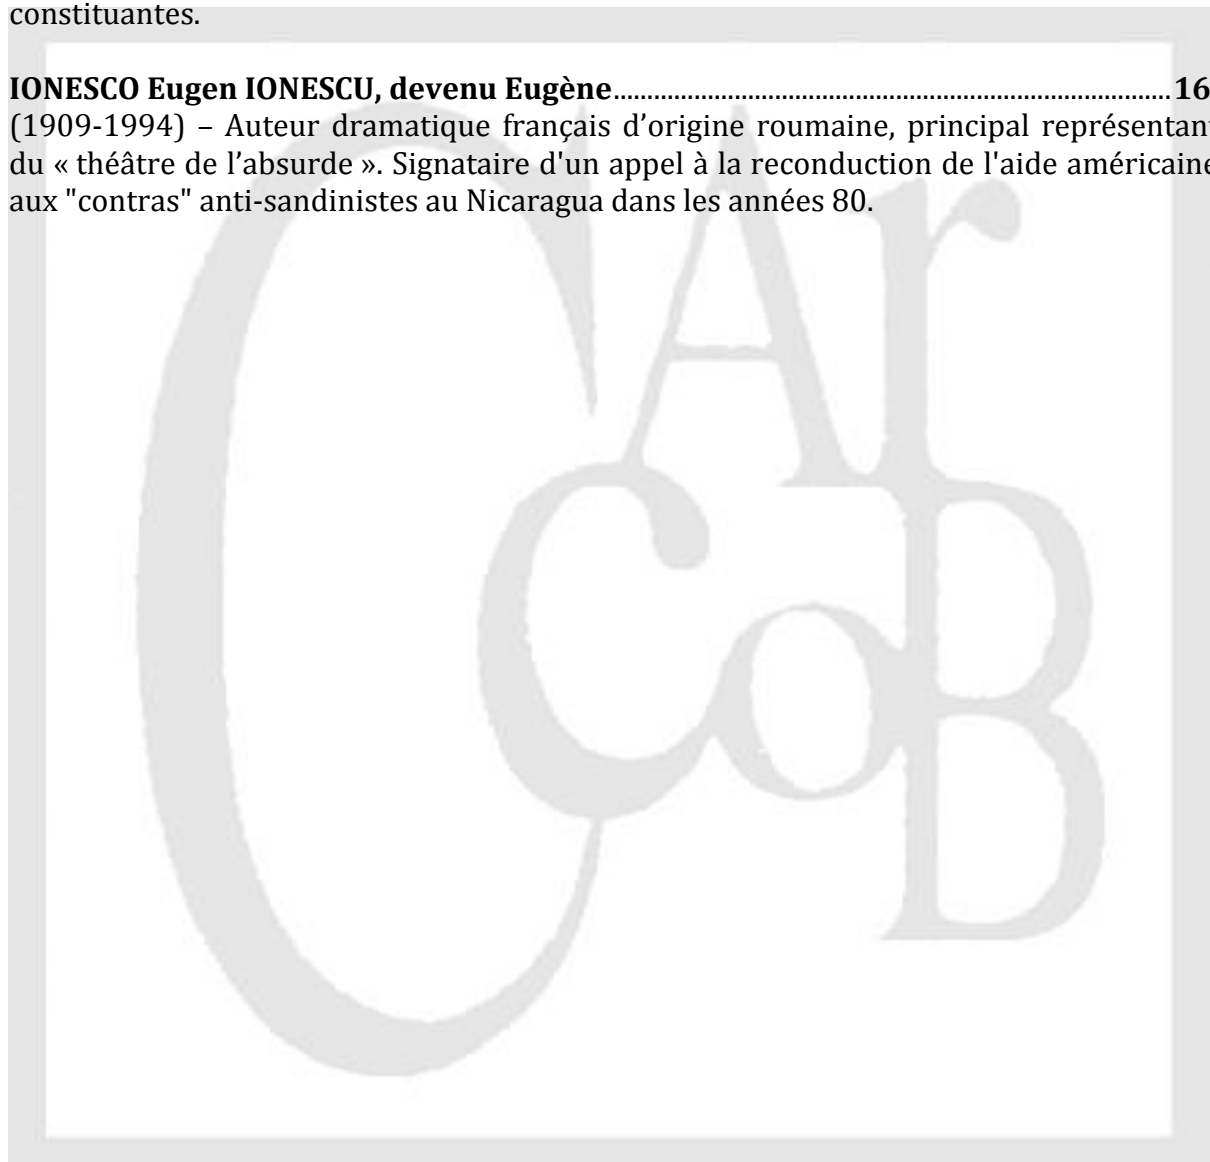 constituantes.
IONESCO Eugen IONESCU, devenu Eugène.......................................................................................16
(1909-1994) – Auteur dramatique français d’origine roumaine, principal représentant
du « théâtre de l’absurde ». Signataire d'un appel à la reconduction de l'aide américaine
aux "contras" anti-sandinistes au Nicaragua dans les années 80.
CArCoB